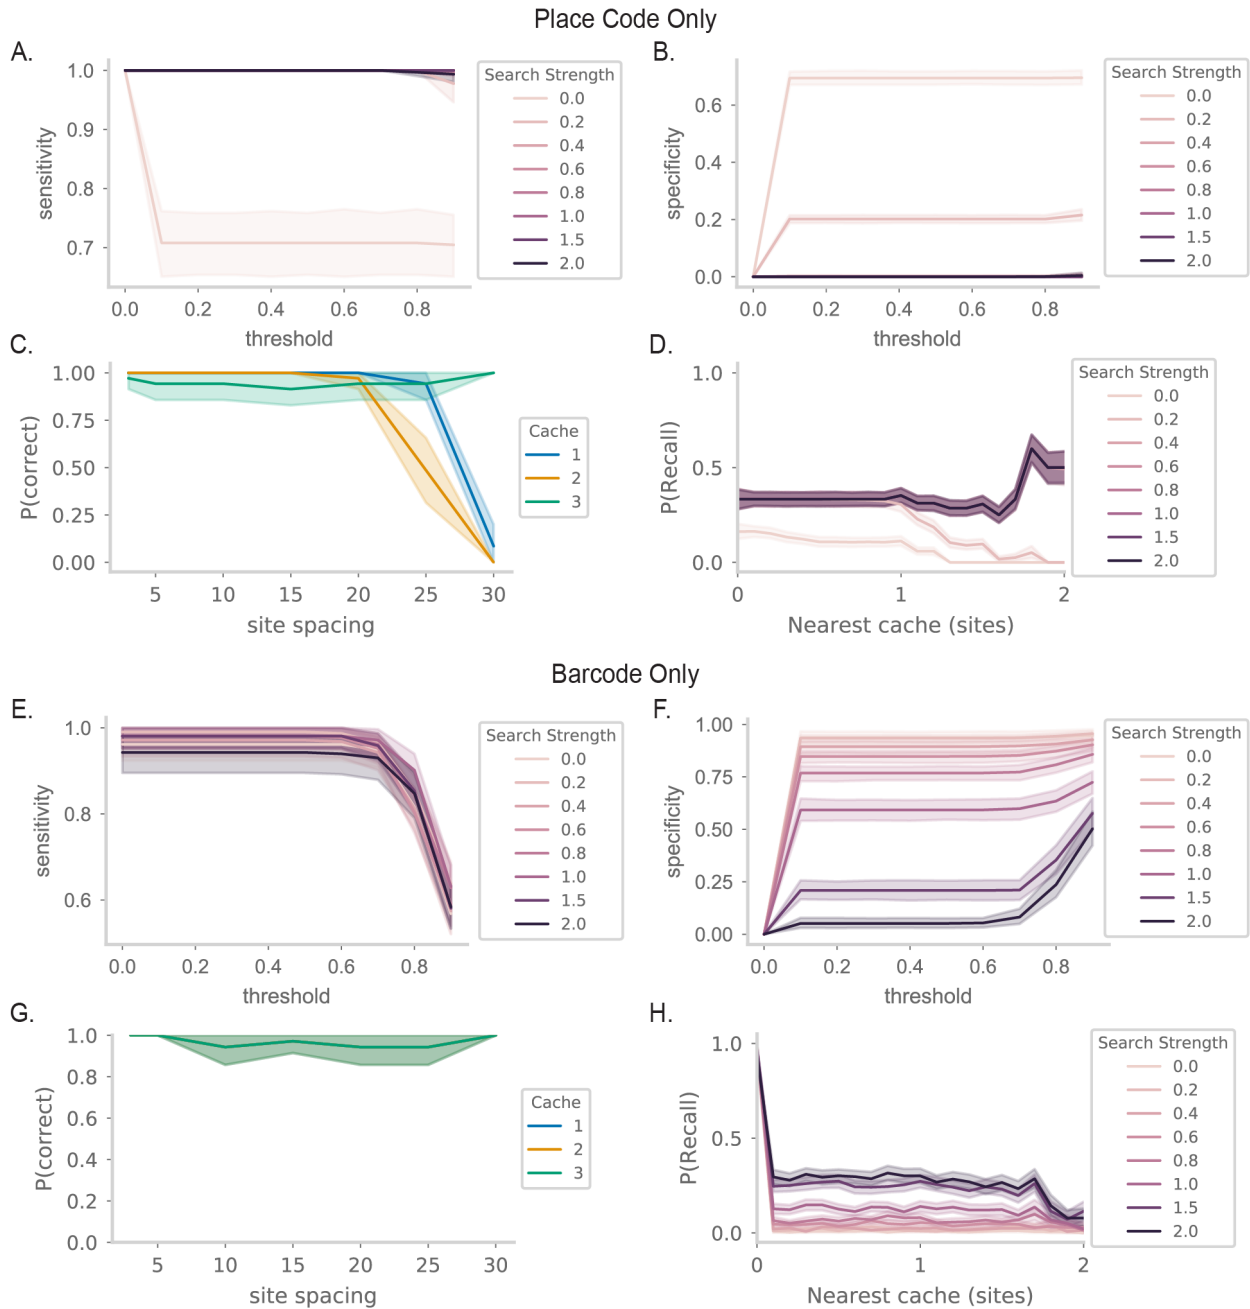 Place Code Only
A.
1.0
0.9
0.8
0.7
sensitivity
0.0 0.2 0.4 0.6 0.8
threshold
Search Strength
0.0
0.2
0.4
0.6
0.8
1.0
1.5
2.0
B.
0.6
0.4
0.2
0.0
specificity
0.0 0.2 0.4 0.6 0.8
threshold
Search Strength
0.0
0.2
0.4
0.6
0.8
1.0
1.5
2.0
C.
1.00
0.75
0.50
0.25
0.00
P(correct)
5 10 15 20 25 30
site spacing
Cache
1
2
3
D.
1.0
0.5
0.0
P(Recall)
0 1 2
Nearest cache (sites)
Search Strength
0.0
0.2
0.4
0.6
0.8
1.0
1.5
2.0
Barcode Only
E.
1.0
0.8
0.6
sensitivity
0.0 0.2 0.4 0.6 0.8
threshold
Search Strength
0.0
0.2
0.4
0.6
0.8
1.0
1.5
2.0
F.
1.00
0.75
0.50
0.25
0.00
specificity
0.0 0.2 0.4 0.6 0.8
threshold
Search Strength
0.0
0.2
0.4
0.6
0.8
1.0
1.5
2.0
G.
1.0
0.8
0.6
0.4
0.2
0.0
P(correct)
5 10 15 20 25 30
site spacing
Cache
1
2
3
H.
1.0
0.5
0.0
P(Recall)
0 1 2
Nearest cache (sites)
Search Strength
0.0
0.2
0.4
0.6
0.8
1.0
1.5
2.0